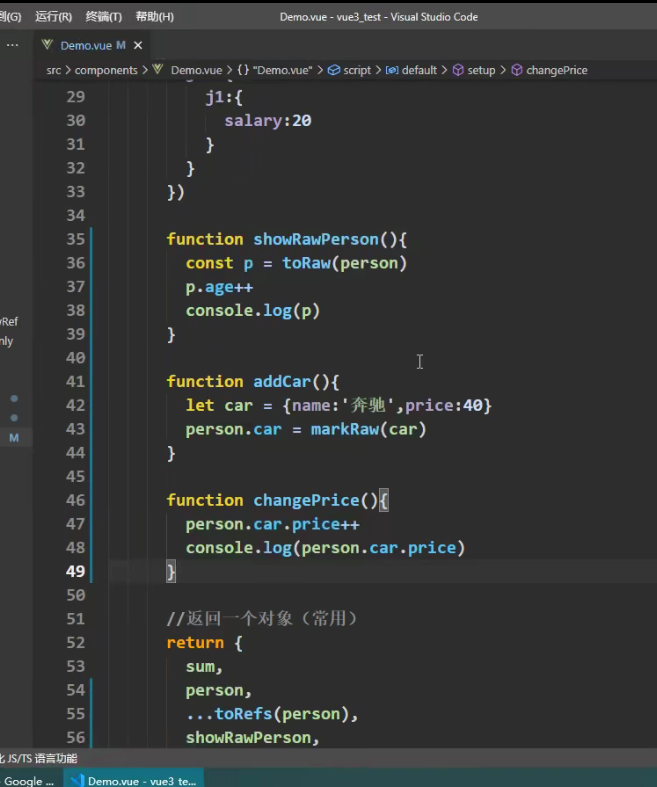 到(G) 运行(R) 终端(T) 帮助(H) Demo.vue - vue3_test - Visual Studio Code
... Demo.vue M ×
src > components > Demo.vue > {} "Demo.vue" > script > default > setup > changePrice
29 j1:{
30 salary:20
31 }
32 }
33 })
34
35 function showRawPerson(){
36 const p = toRaw(person)
37 p.age++
38 console.log(p)
39 }
40
41 function addCar(){
42 let car = {name:'奔驰',price:40}
43 person.car = markRaw(car)
44 }
45
46 function changePrice(){
47 person.car.price++
48 console.log(person.car.price)
49 }
50
51 //返回一个对象（常用）
52 return {
53 sum,
54 person,
55 ...toRefs(person),
56 showRawPerson,
Ref
nly
M
化 JS/TS 语言功能
- Google ... Demo.vue - vue3 te...